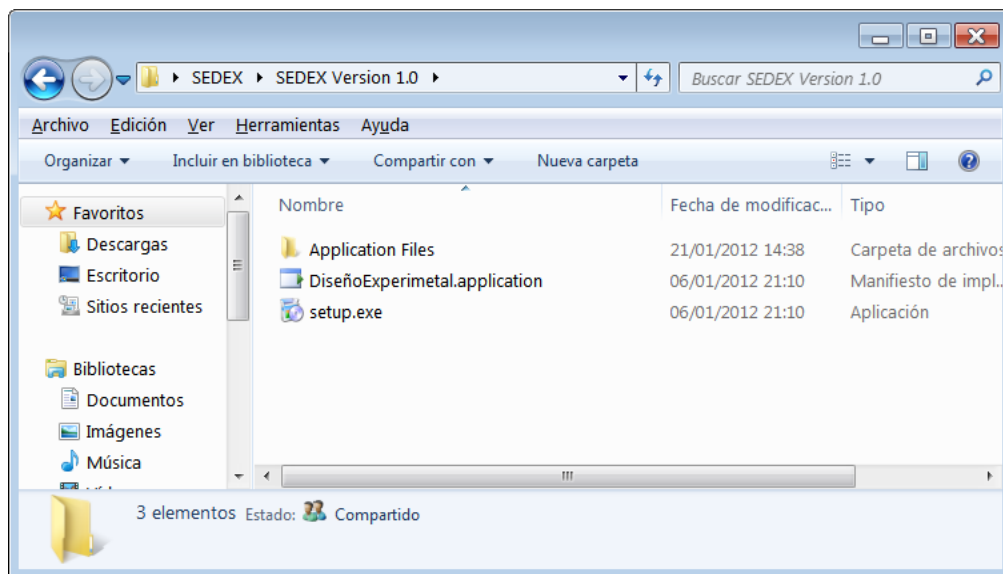 SEDEX SEDEX Version 1.0 Buscar SEDEX Version 1.0
Archivo Edición Ver Herramientas Ayuda
Organizar Incluir en biblioteca Compartir con Nueva carpeta
Favoritos
Descargas
Escritorio
Sitios recientes
Bibliotecas
Documentos
Imágenes
Música
Nombre Fecha de modificac... Tipo
Application Files 21/01/2012 14:38 Carpeta de archivos
DiseñoExperimetal.application 06/01/2012 21:10 Manifiesto de impl...
setup.exe 06/01/2012 21:10 Aplicación
3 elementos Estado: Compartido